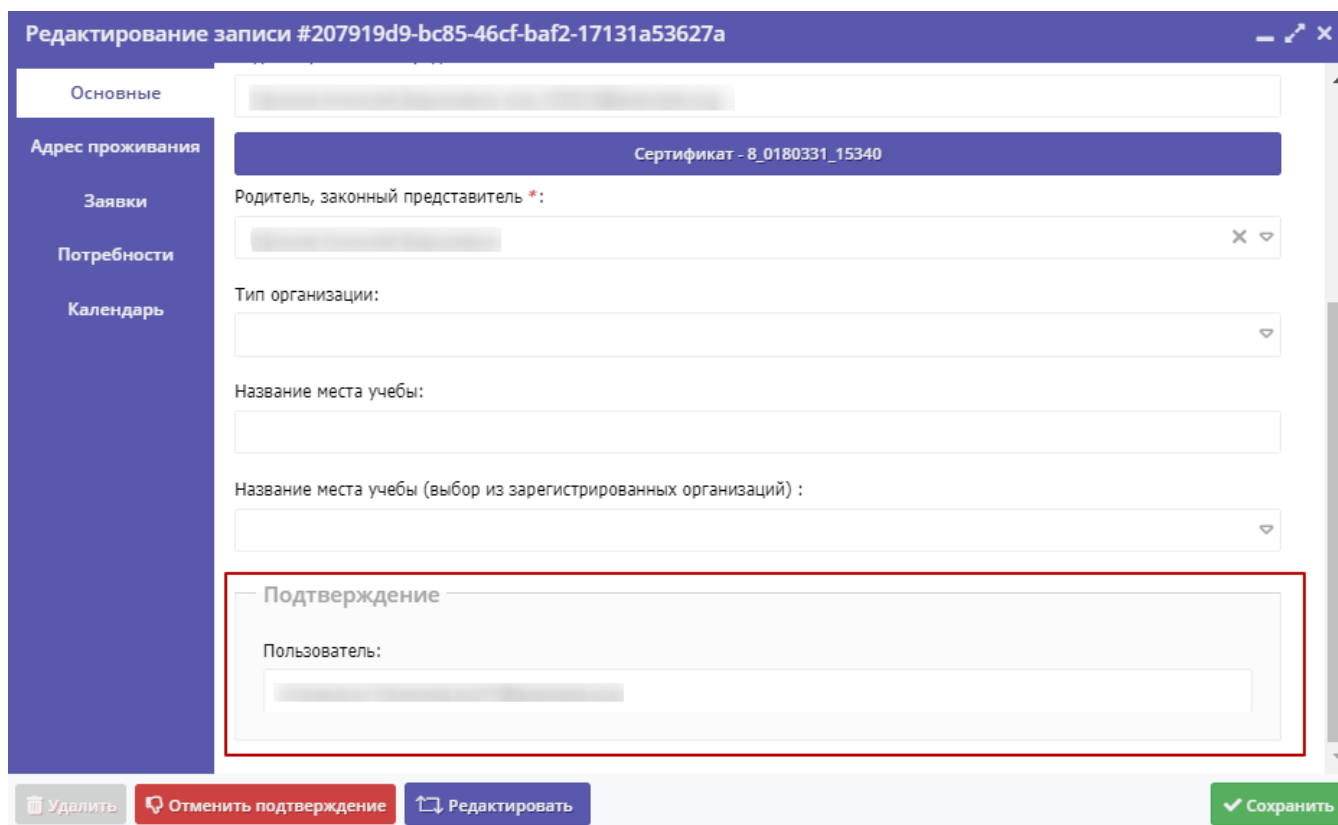 Редактирование записи #207919d9-bc85-46cf-baf2-17131a53627a
Основные
Адрес проживания
Заявки
Потребности
Календарь
Сертификат - 8_0180331_15340
Родитель, законный представитель *:
Тип организации:
Название места учебы:
Название места учебы (выбор из зарегистрированных организаций) :
Подтверждение
Пользователь:
Удалить
Отменить подтверждение
Редактировать
Сохранить